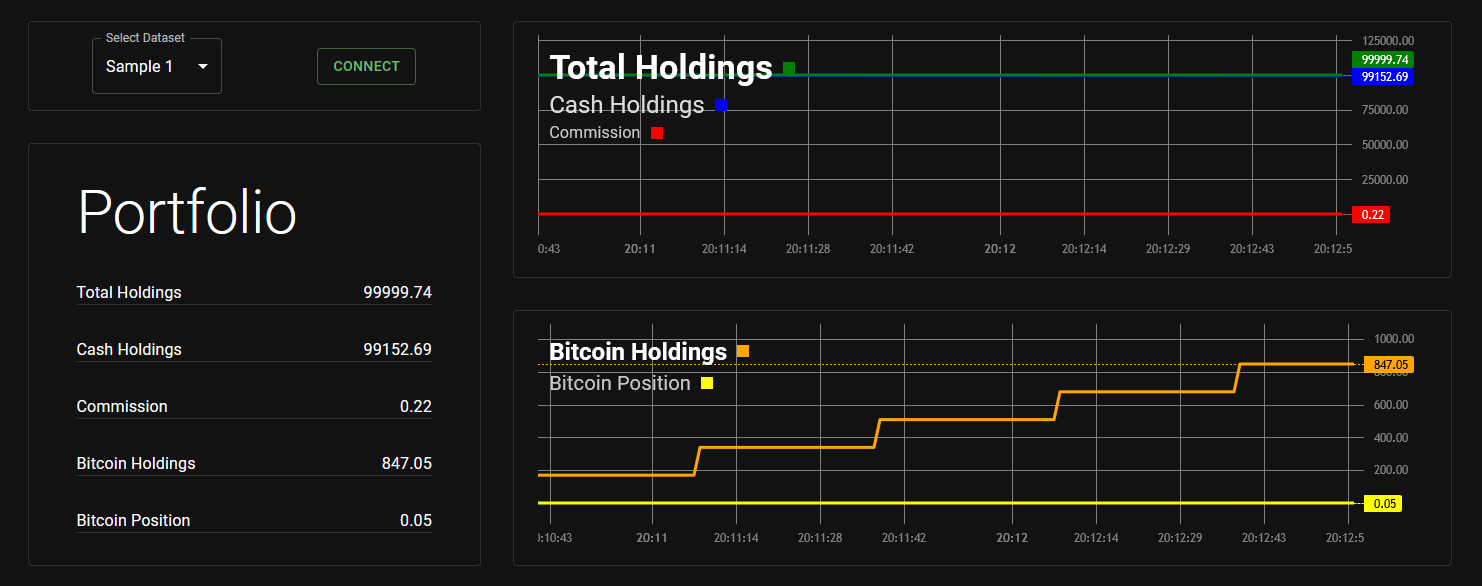 Select Dataset
Sample 1
CONNECT
Portfolio
Total Holdings 99999.74
Cash Holdings 99152.69
Commission 0.22
Bitcoin Holdings 847.05
Bitcoin Position 0.05
Total Holdings
Cash Holdings
Commission
125000.00
99999.74
99152.69
75000.00
50000.00
25000.00
0.22
0:43 20:11 20:11:14 20:11:28 20:11:42 20:12 20:12:14 20:12:29 20:12:43 20:12:5
Bitcoin Holdings
Bitcoin Position
1000.00
847.05
600.00
400.00
200.00
0.05
:10:43 20:11 20:11:14 20:11:28 20:11:42 20:12 20:12:14 20:12:29 20:12:43 20:12:5